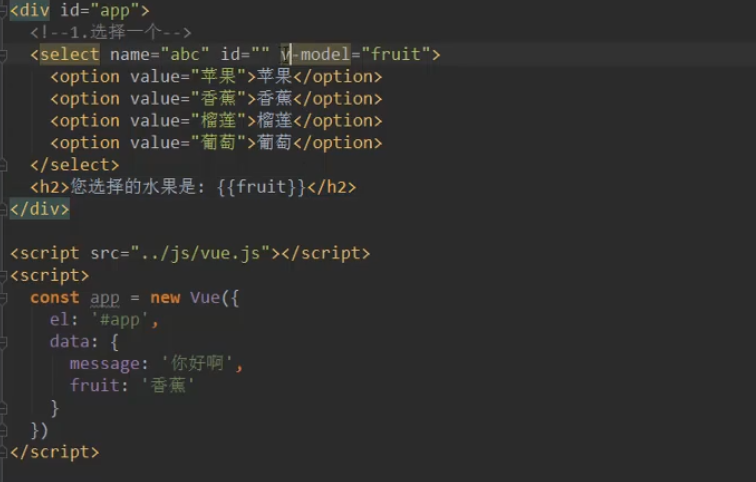 <div id="app">
<!--1.选择一个-->
<select name="abc" id="" v-model="fruit">
<option value="苹果">苹果</option>
<option value="香蕉">香蕉</option>
<option value="榴莲">榴莲</option>
<option value="葡萄">葡萄</option>
</select>
<h2>您选择的水果是: {{fruit}}</h2>
</div>
<script src="../js/vue.js"></script>
<script>
const app = new Vue({
el: '#app',
data: {
message: '你好啊',
fruit: '香蕉'
}
})
</script>